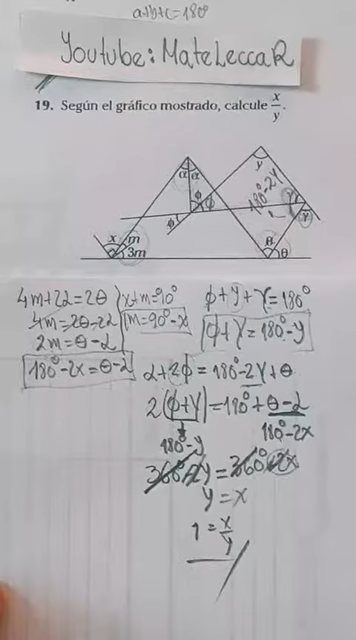 a+b+c=180°
Youtube: MateLeccaR
19. Según el gráfico mostrado, calcule x/y.
α α
y
180°-2γ
ϕ ϕ
ϕ
γ
γ
x m
α 3m
β θ
4m+2α=2θ
4m=2θ-2α
2m=θ-α
180°-2x=θ-α
x+m=90°
m=90°-x
ϕ+y+γ=180°
ϕ+γ=180°-y
α+2ϕ=180°-2γ+θ
2(ϕ+γ)=180°+θ-α
180°-y
180°-2x
360°-2y=360°-2x
y=x
1=x/y